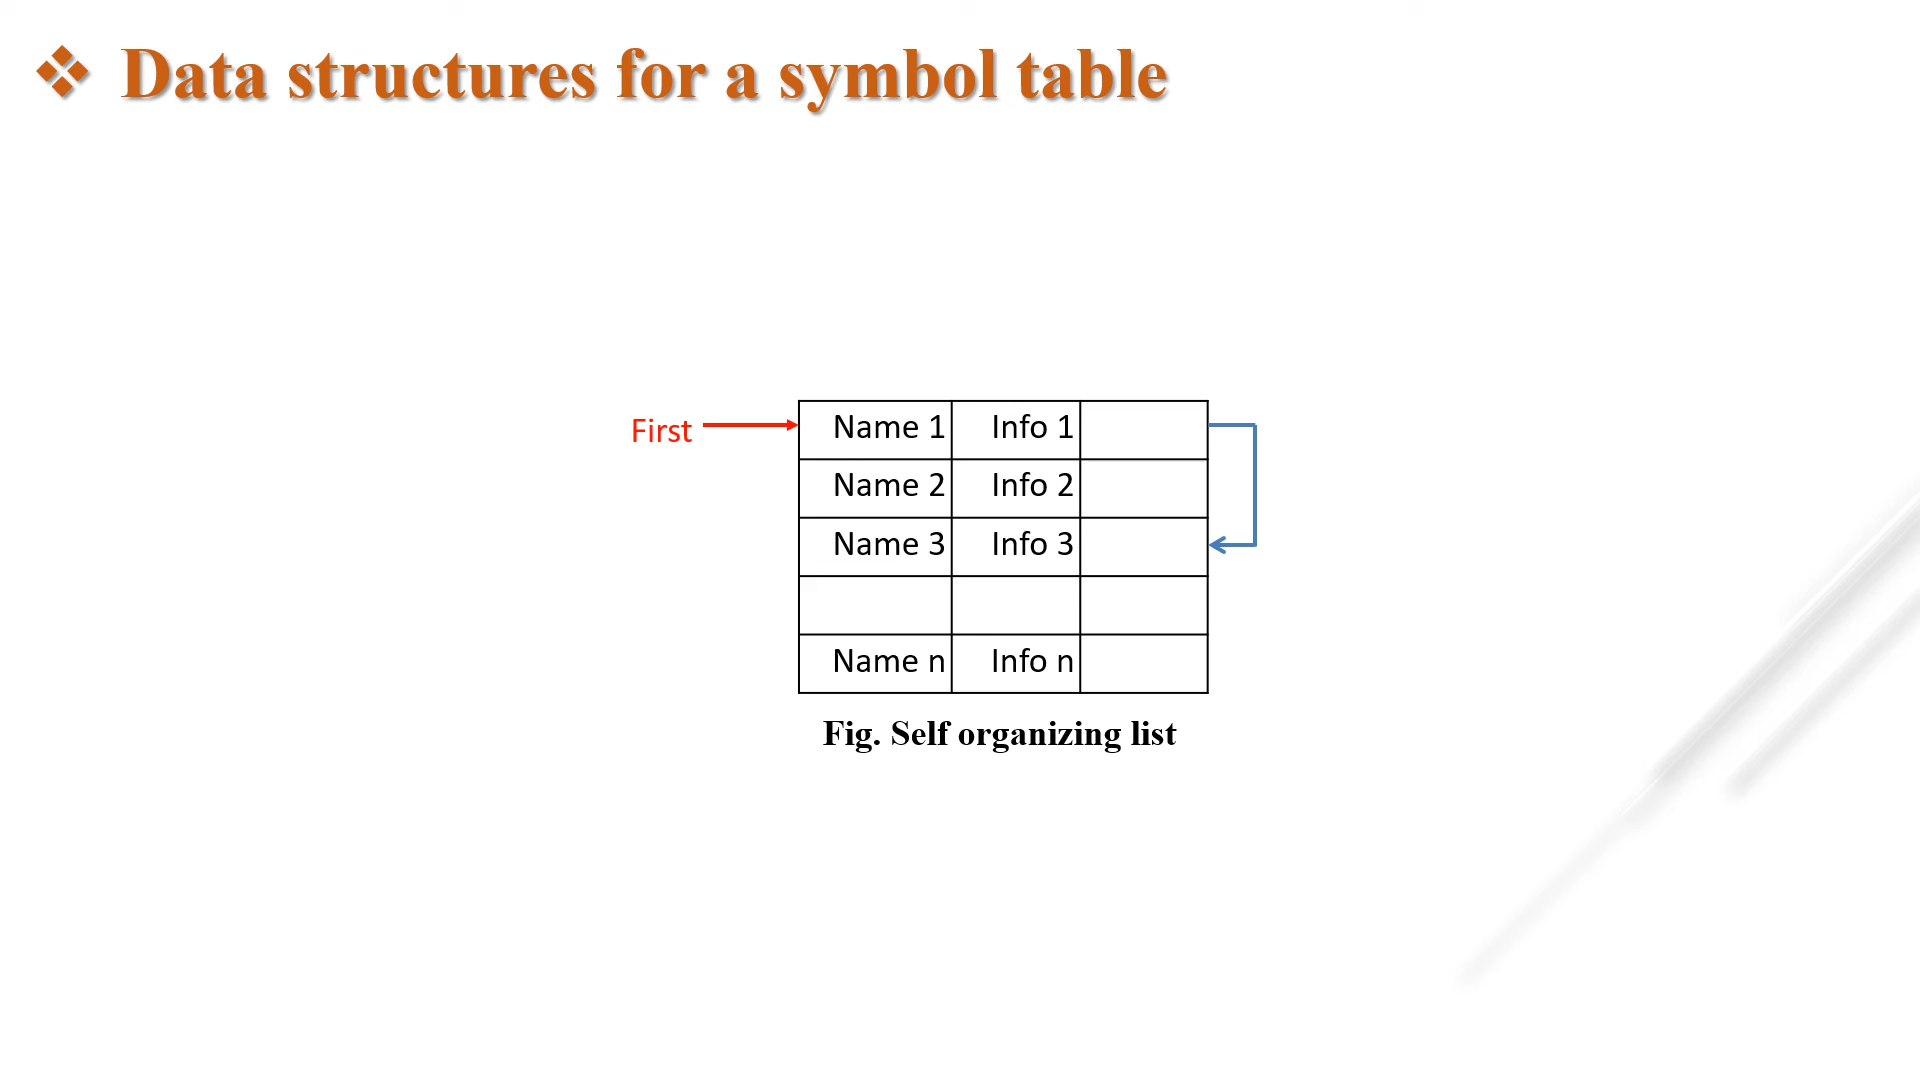 Data structures for a symbol table
First
Name 1 Info 1
Name 2 Info 2
Name 3 Info 3
Name n Info n
Fig. Self organizing list